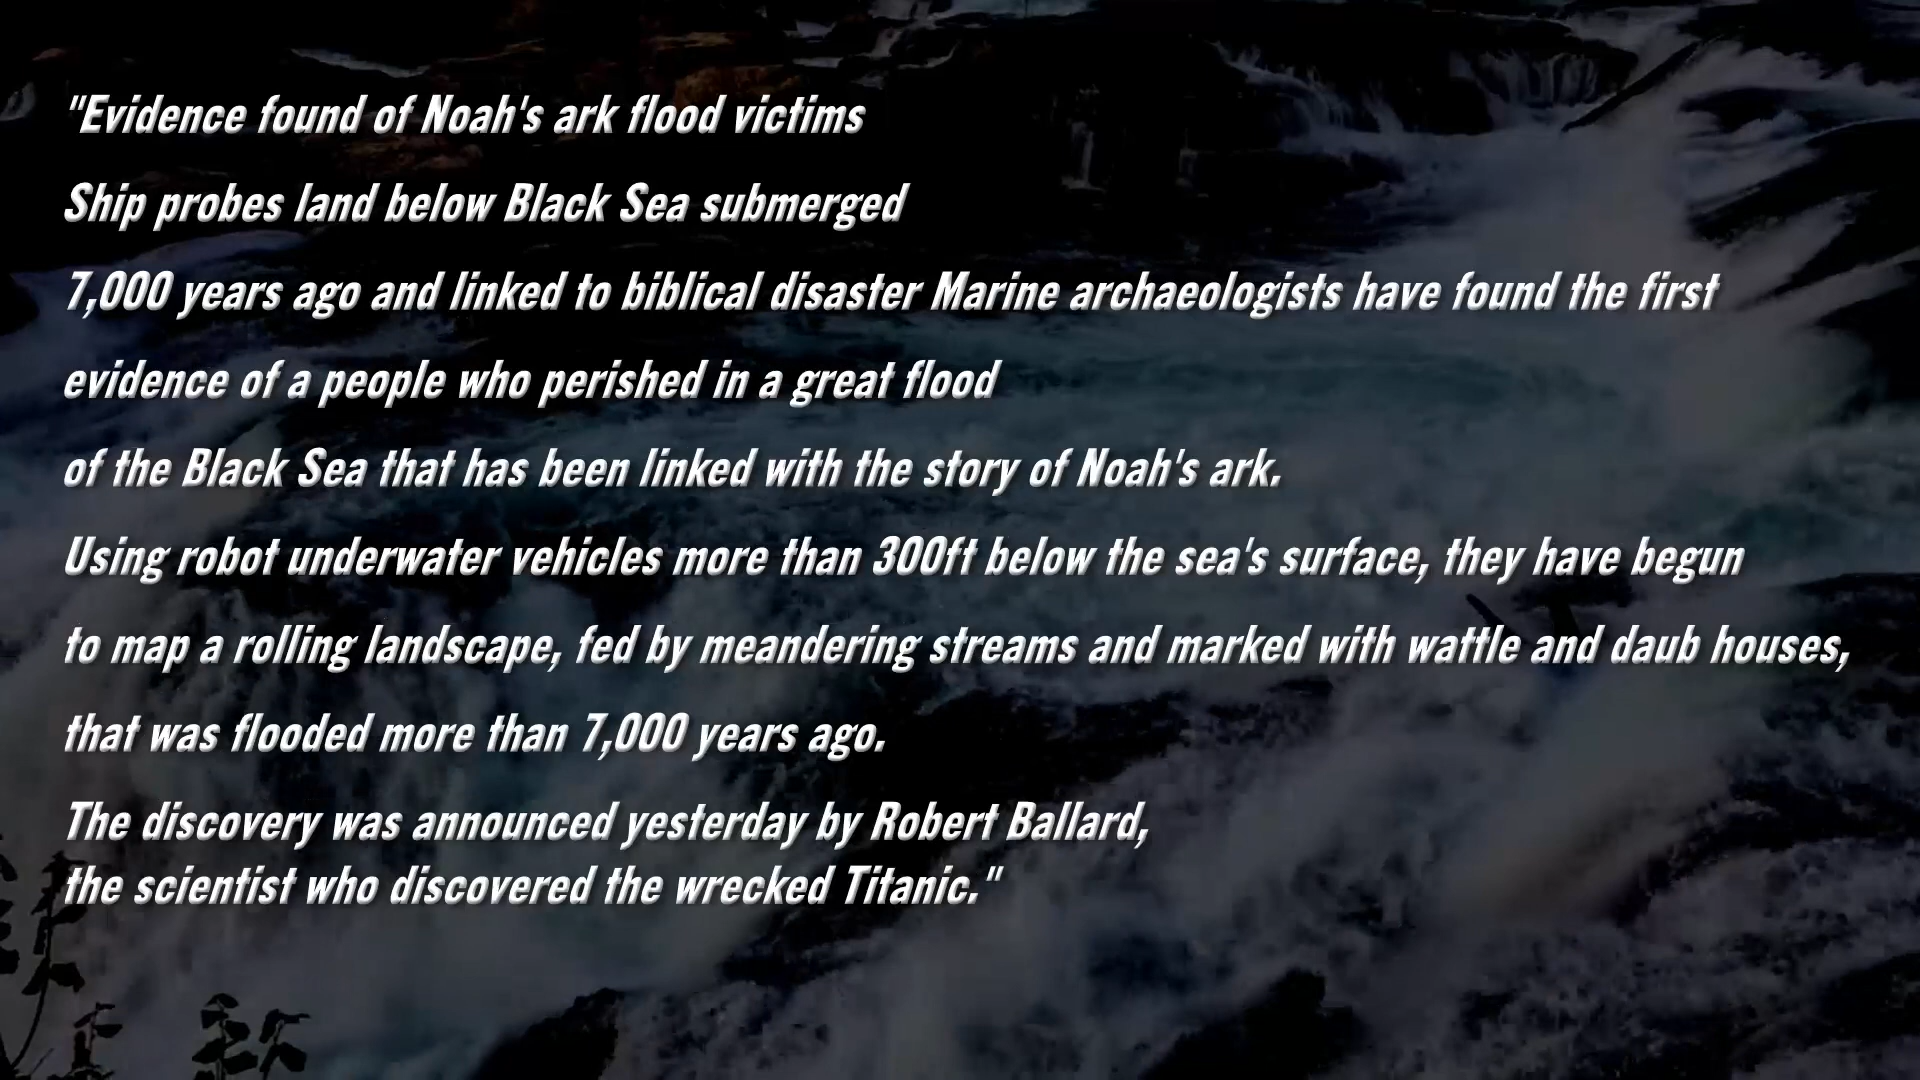 "Evidence found of Noah's ark flood victims
Ship probes land below Black Sea submerged
7,000 years ago and linked to biblical disaster Marine archaeologists have found the first
evidence of a people who perished in a great flood
of the Black Sea that has been linked with the story of Noah's ark.
Using robot underwater vehicles more than 300ft below the sea's surface, they have begun
to map a rolling landscape, fed by meandering streams and marked with wattle and daub houses,
that was flooded more than 7,000 years ago.
The discovery was announced yesterday by Robert Ballard,
the scientist who discovered the wrecked Titanic."